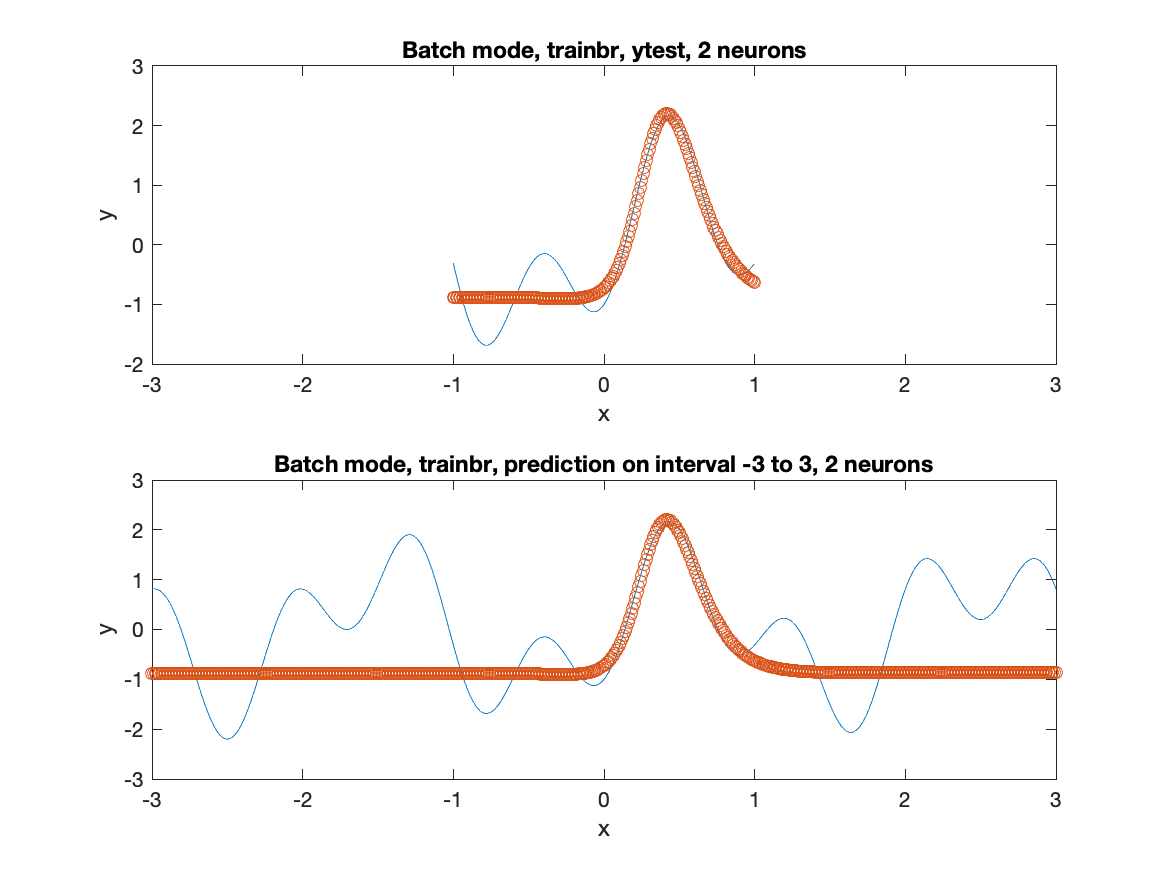 Batch mode, trainbr, ytest, 2 neurons
3
2
1
0
-1
-2
y
-3 -2 -1 0 1 2 3
x
Batch mode, trainbr, prediction on interval -3 to 3, 2 neurons
3
2
1
0
-1
-2
-3
y
-3 -2 -1 0 1 2 3
x